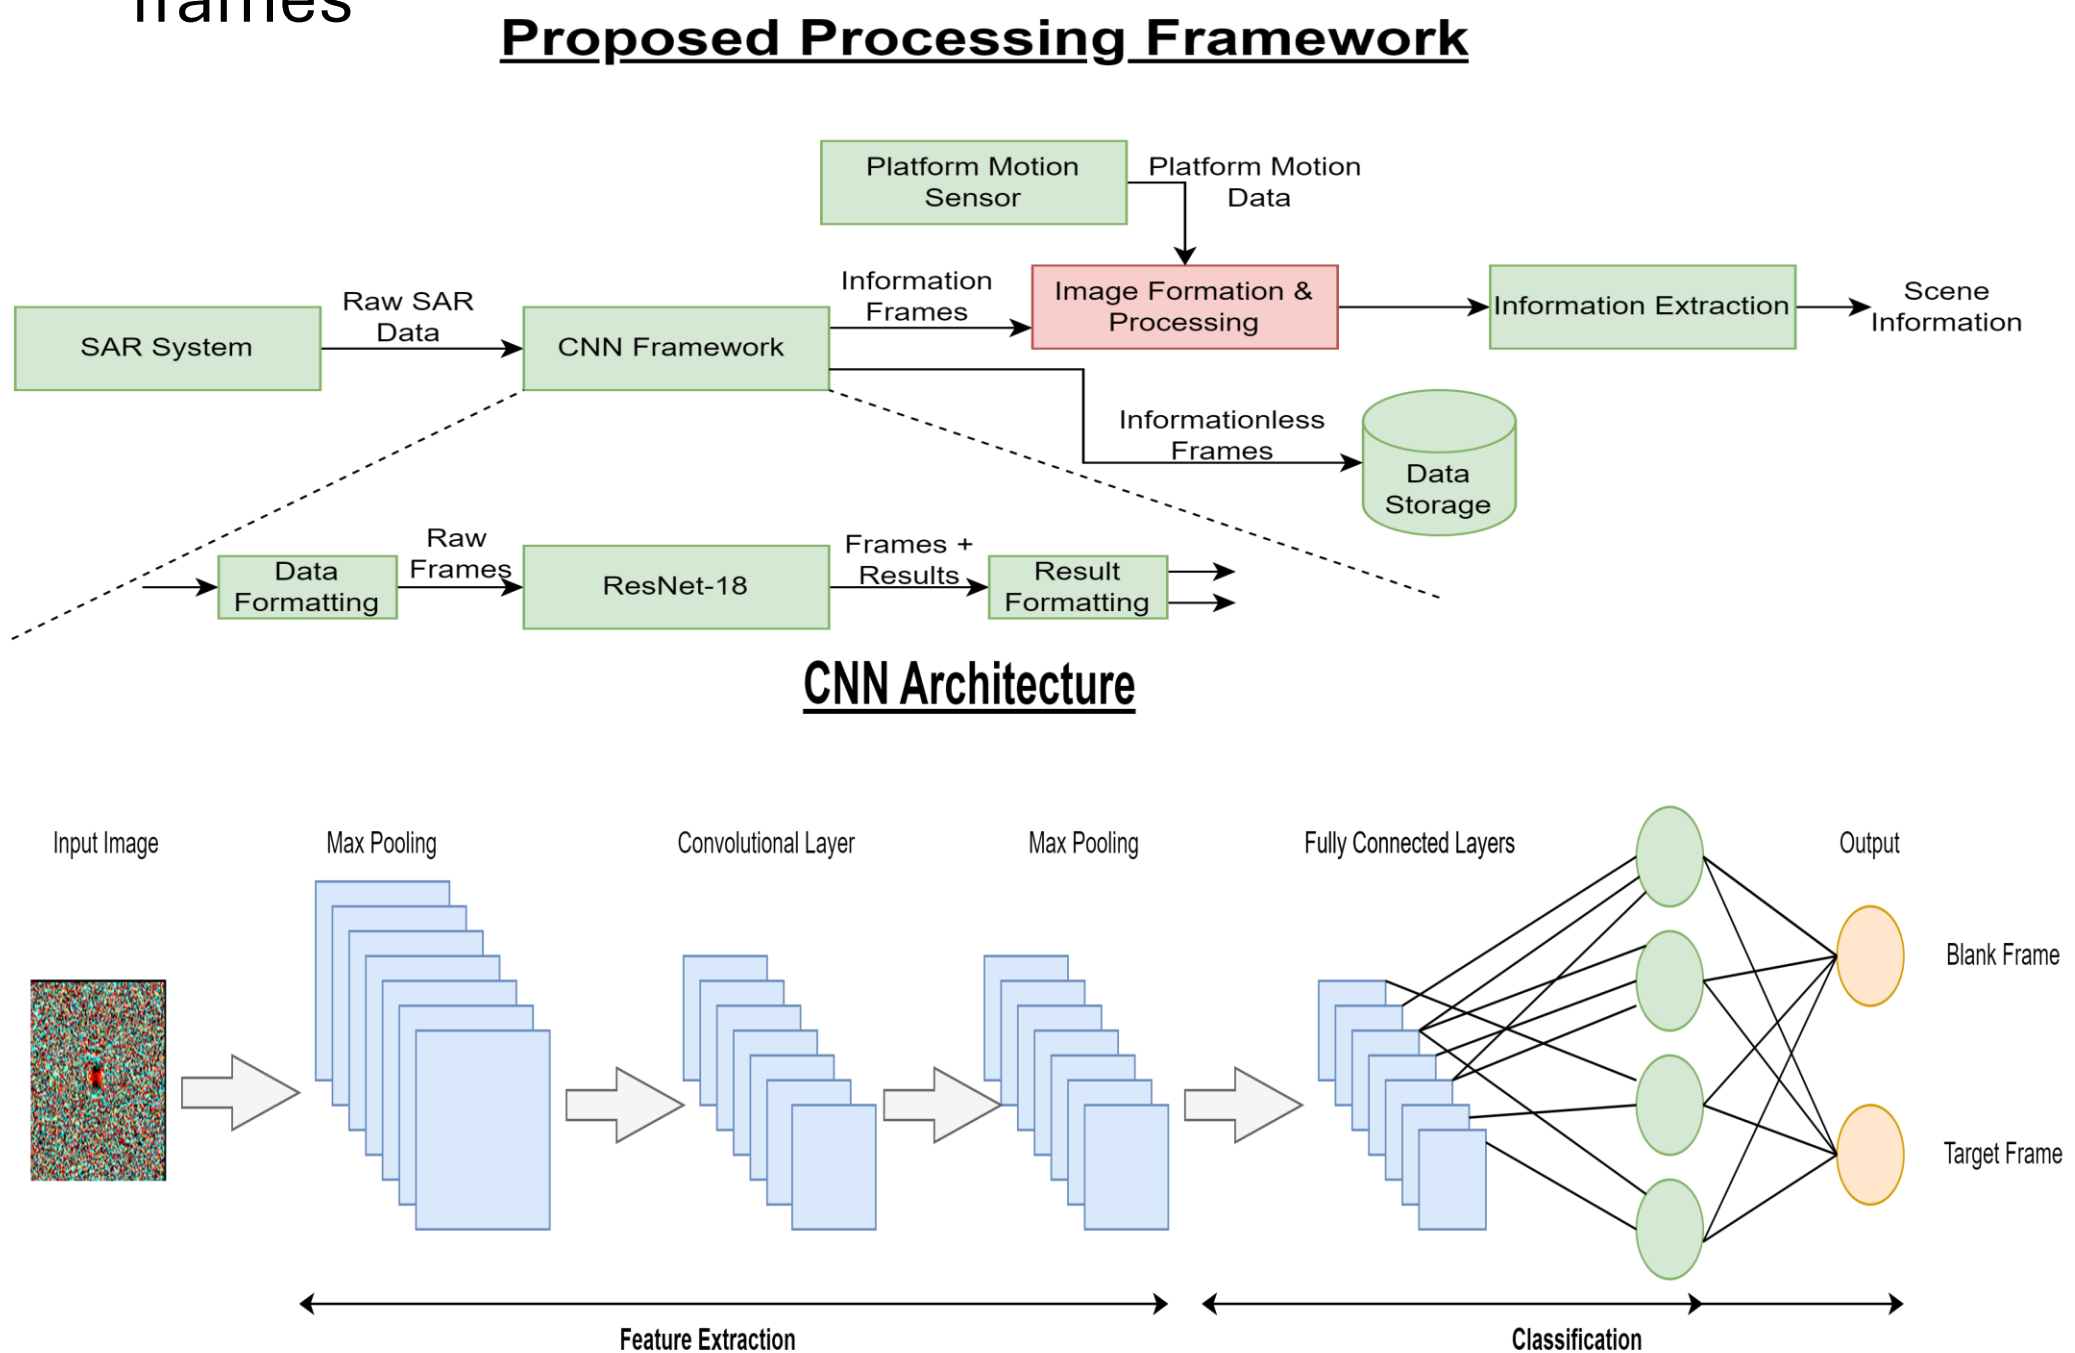 frames
Proposed Processing Framework
Platform Motion
Sensor
Platform Motion
Data
SAR System
Raw SAR
Data
CNN Framework
Information
Frames
Image Formation &
Processing
Information Extraction
Scene
Information
Informationless
Frames
Data
Storage
Data
Formatting
Raw
Frames
ResNet-18
Frames +
Results
Result
Formatting
CNN Architecture
Input Image
Max Pooling
Convolutional Layer
Max Pooling
Fully Connected Layers
Output
Blank Frame
Target Frame
Feature Extraction
Classification